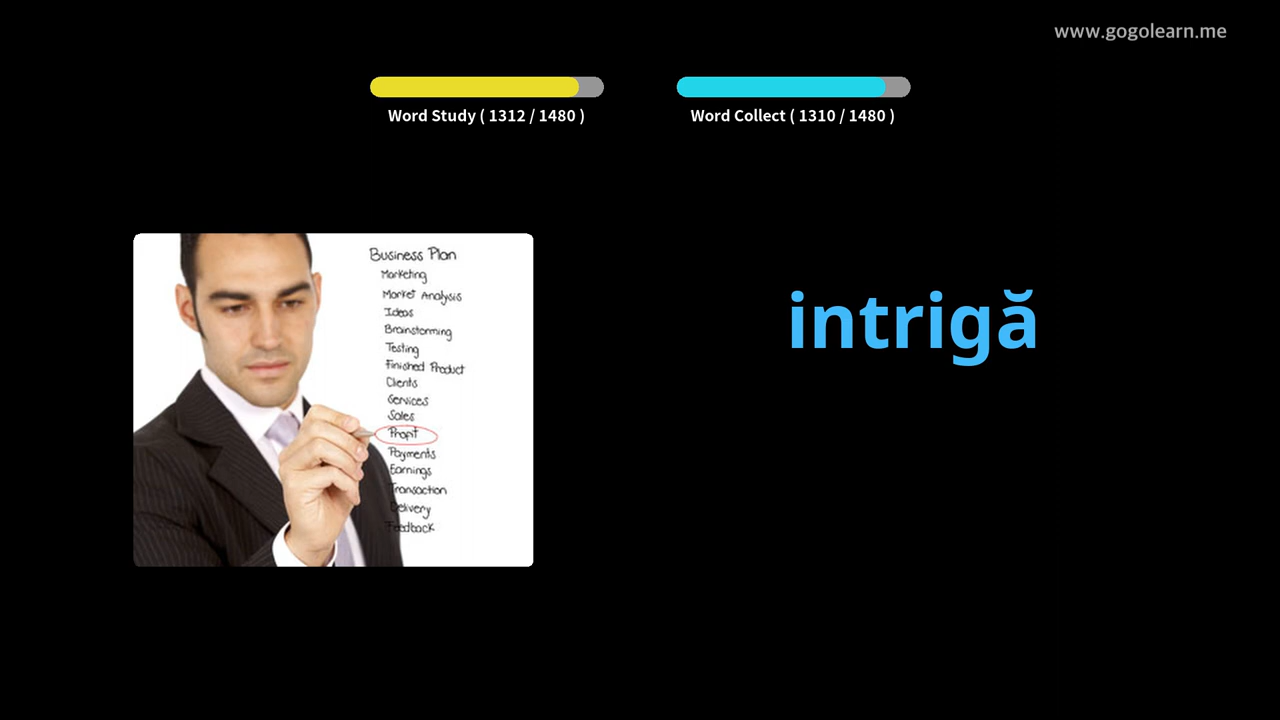 www.gogolearn.me
Word Study ( 1312 / 1480 )
Word Collect ( 1310 / 1480 )
Business Plan
Marketing
Market Analysis
Ideas
Brainstorming
Testing
Finished Product
Clients
Services
Sales
Profit
Payments
Earnings
Transaction
Delivery
Feedback
intrigă